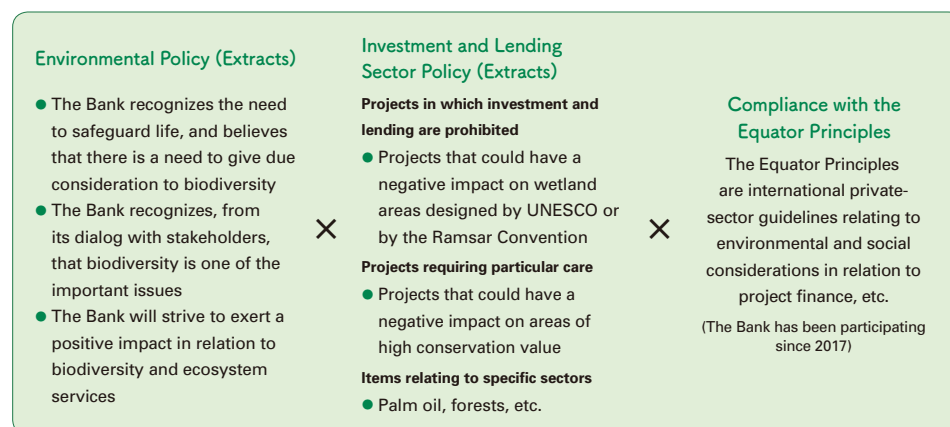 Environmental Policy (Extracts)
● The Bank recognizes the need
to safeguard life, and believes
that there is a need to give due
consideration to biodiversity
● The Bank recognizes, from
its dialog with stakeholders,
that biodiversity is one of the
important issues
● The Bank will strive to exert a
positive impact in relation to
biodiversity and ecosystem
services
×
Investment and Lending
Sector Policy (Extracts)
Projects in which investment and
lending are prohibited
● Projects that could have a
negative impact on wetland
areas designed by UNESCO or
by the Ramsar Convention
Projects requiring particular care
● Projects that could have a
negative impact on areas of
high conservation value
Items relating to specific sectors
● Palm oil, forests, etc.
×
Compliance with the
Equator Principles
The Equator Principles
are international private-
sector guidelines relating to
environmental and social
considerations in relation to
project finance, etc.
(The Bank has been participating
since 2017)